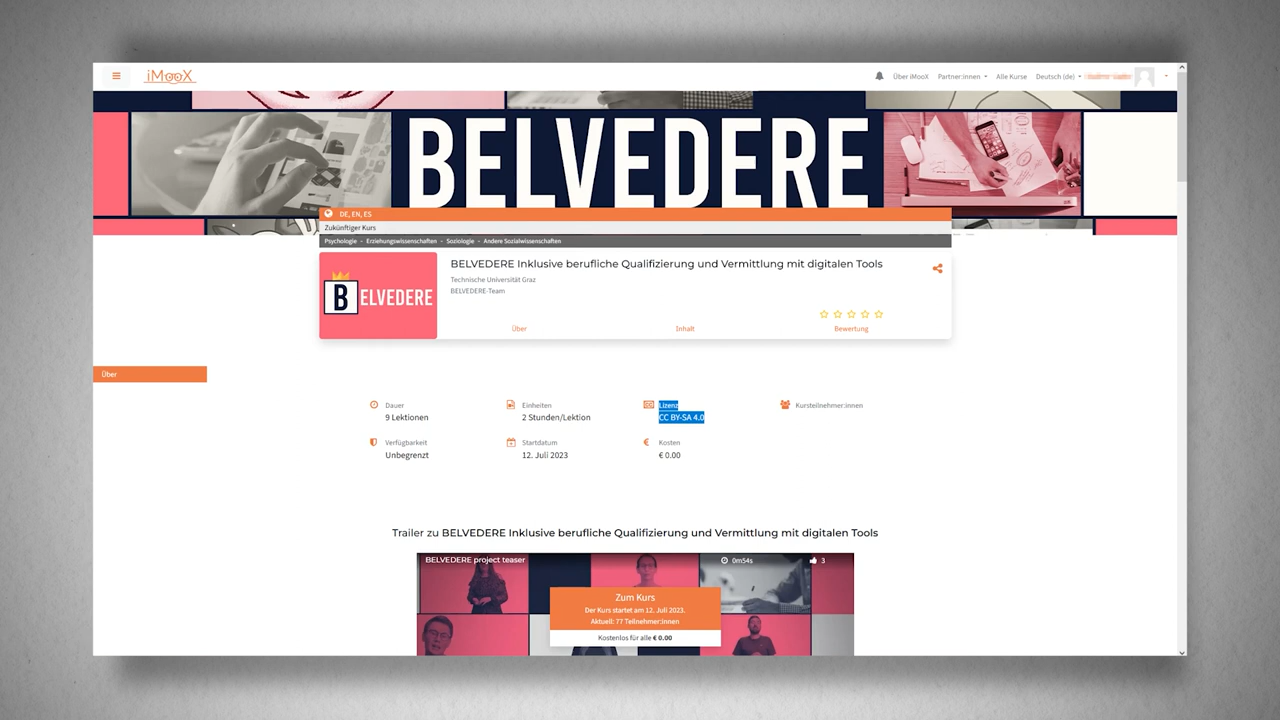 iMooX
Über iMooX
Partner:innen
Alle Kurse
Deutsch (de)
BELVEDERE
DE, EN, ES
Zukünftiger Kurs
Psychologie - Erziehungswissenschaften - Soziologie - Andere Sozialwissenschaften
BELVEDERE
BELVEDERE Inklusive berufliche Qualifizierung und Vermittlung mit digitalen Tools
Technische Universität Graz
BELVEDERE-Team
Über
Inhalt
Bewertung
Über
Dauer
9 Lektionen
Einheiten
2 Stunden/Lektion
Lizenz
CC BY-SA 4.0
Kursteilnehmer:innen
Verfügbarkeit
Unbegrenzt
Startdatum
12. Juli 2023
Kosten
€ 0.00
Trailer zu BELVEDERE Inklusive berufliche Qualifizierung und Vermittlung mit digitalen Tools
BELVEDERE project teaser
0m54s
3
Zum Kurs
Der Kurs startet am 12. Juli 2023.
Aktuell: 77 Teilnehmer:innen
Kostenlos für alle € 0.00